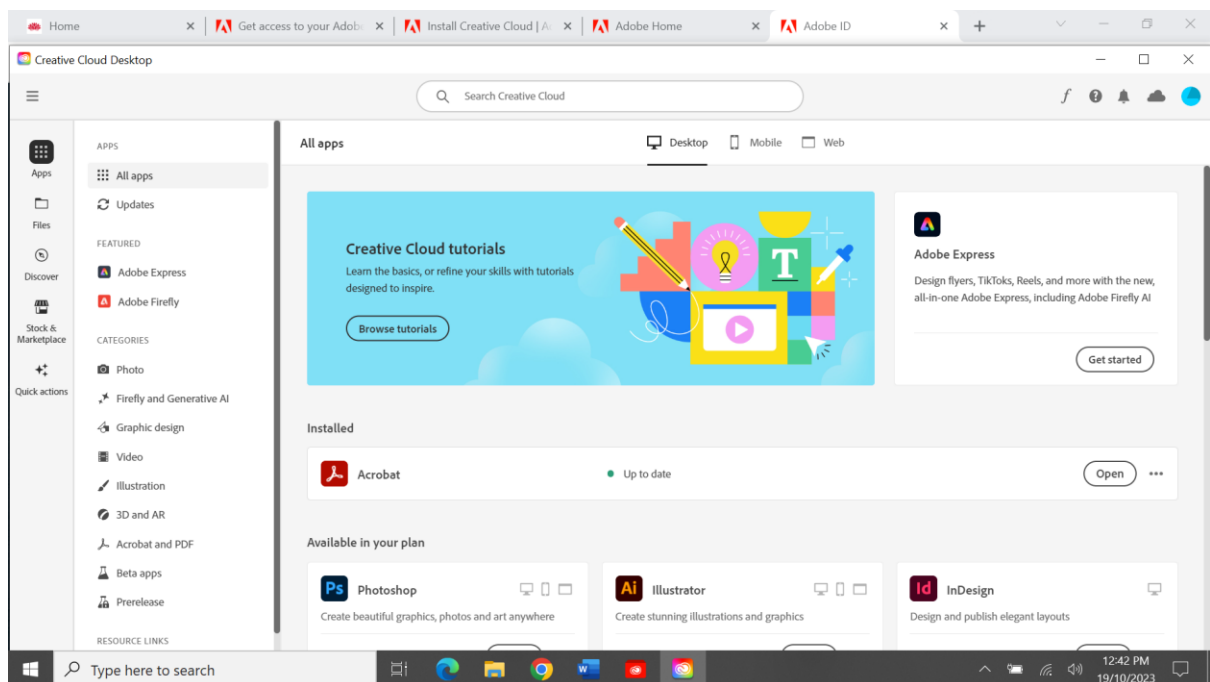 Home
Get access to your Adob
Install Creative Cloud | A
Adobe Home
Adobe ID
Creative Cloud Desktop
Search Creative Cloud
Apps
Files
Discover
Stock &
Marketplace
Quick actions
APPS
All apps
Updates
FEATURED
Adobe Express
Adobe Firefly
CATEGORIES
Photo
Firefly and Generative AI
Graphic design
Video
Illustration
3D and AR
Acrobat and PDF
Beta apps
Prerelease
RESOURCE LINKS
All apps
Desktop
Mobile
Web
Creative Cloud tutorials
Learn the basics, or refine your skills with tutorials
designed to inspire.
Browse tutorials
T
Adobe Express
Design flyers, TikToks, Reels, and more with the new,
all-in-one Adobe Express, including Adobe Firefly AI
Get started
Installed
Acrobat
Up to date
Open
Available in your plan
Ps Photoshop
Create beautiful graphics, photos and art anywhere
Ai Illustrator
Create stunning illustrations and graphics
Id InDesign
Design and publish elegant layouts
Type here to search
12:42 PM
19/10/2023